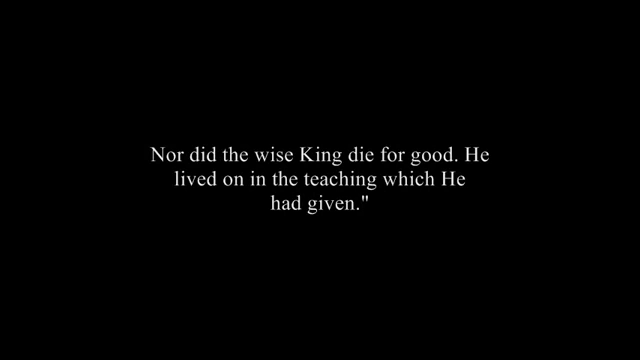 Nor did the wise King die for good. He
lived on in the teaching which He
had given."